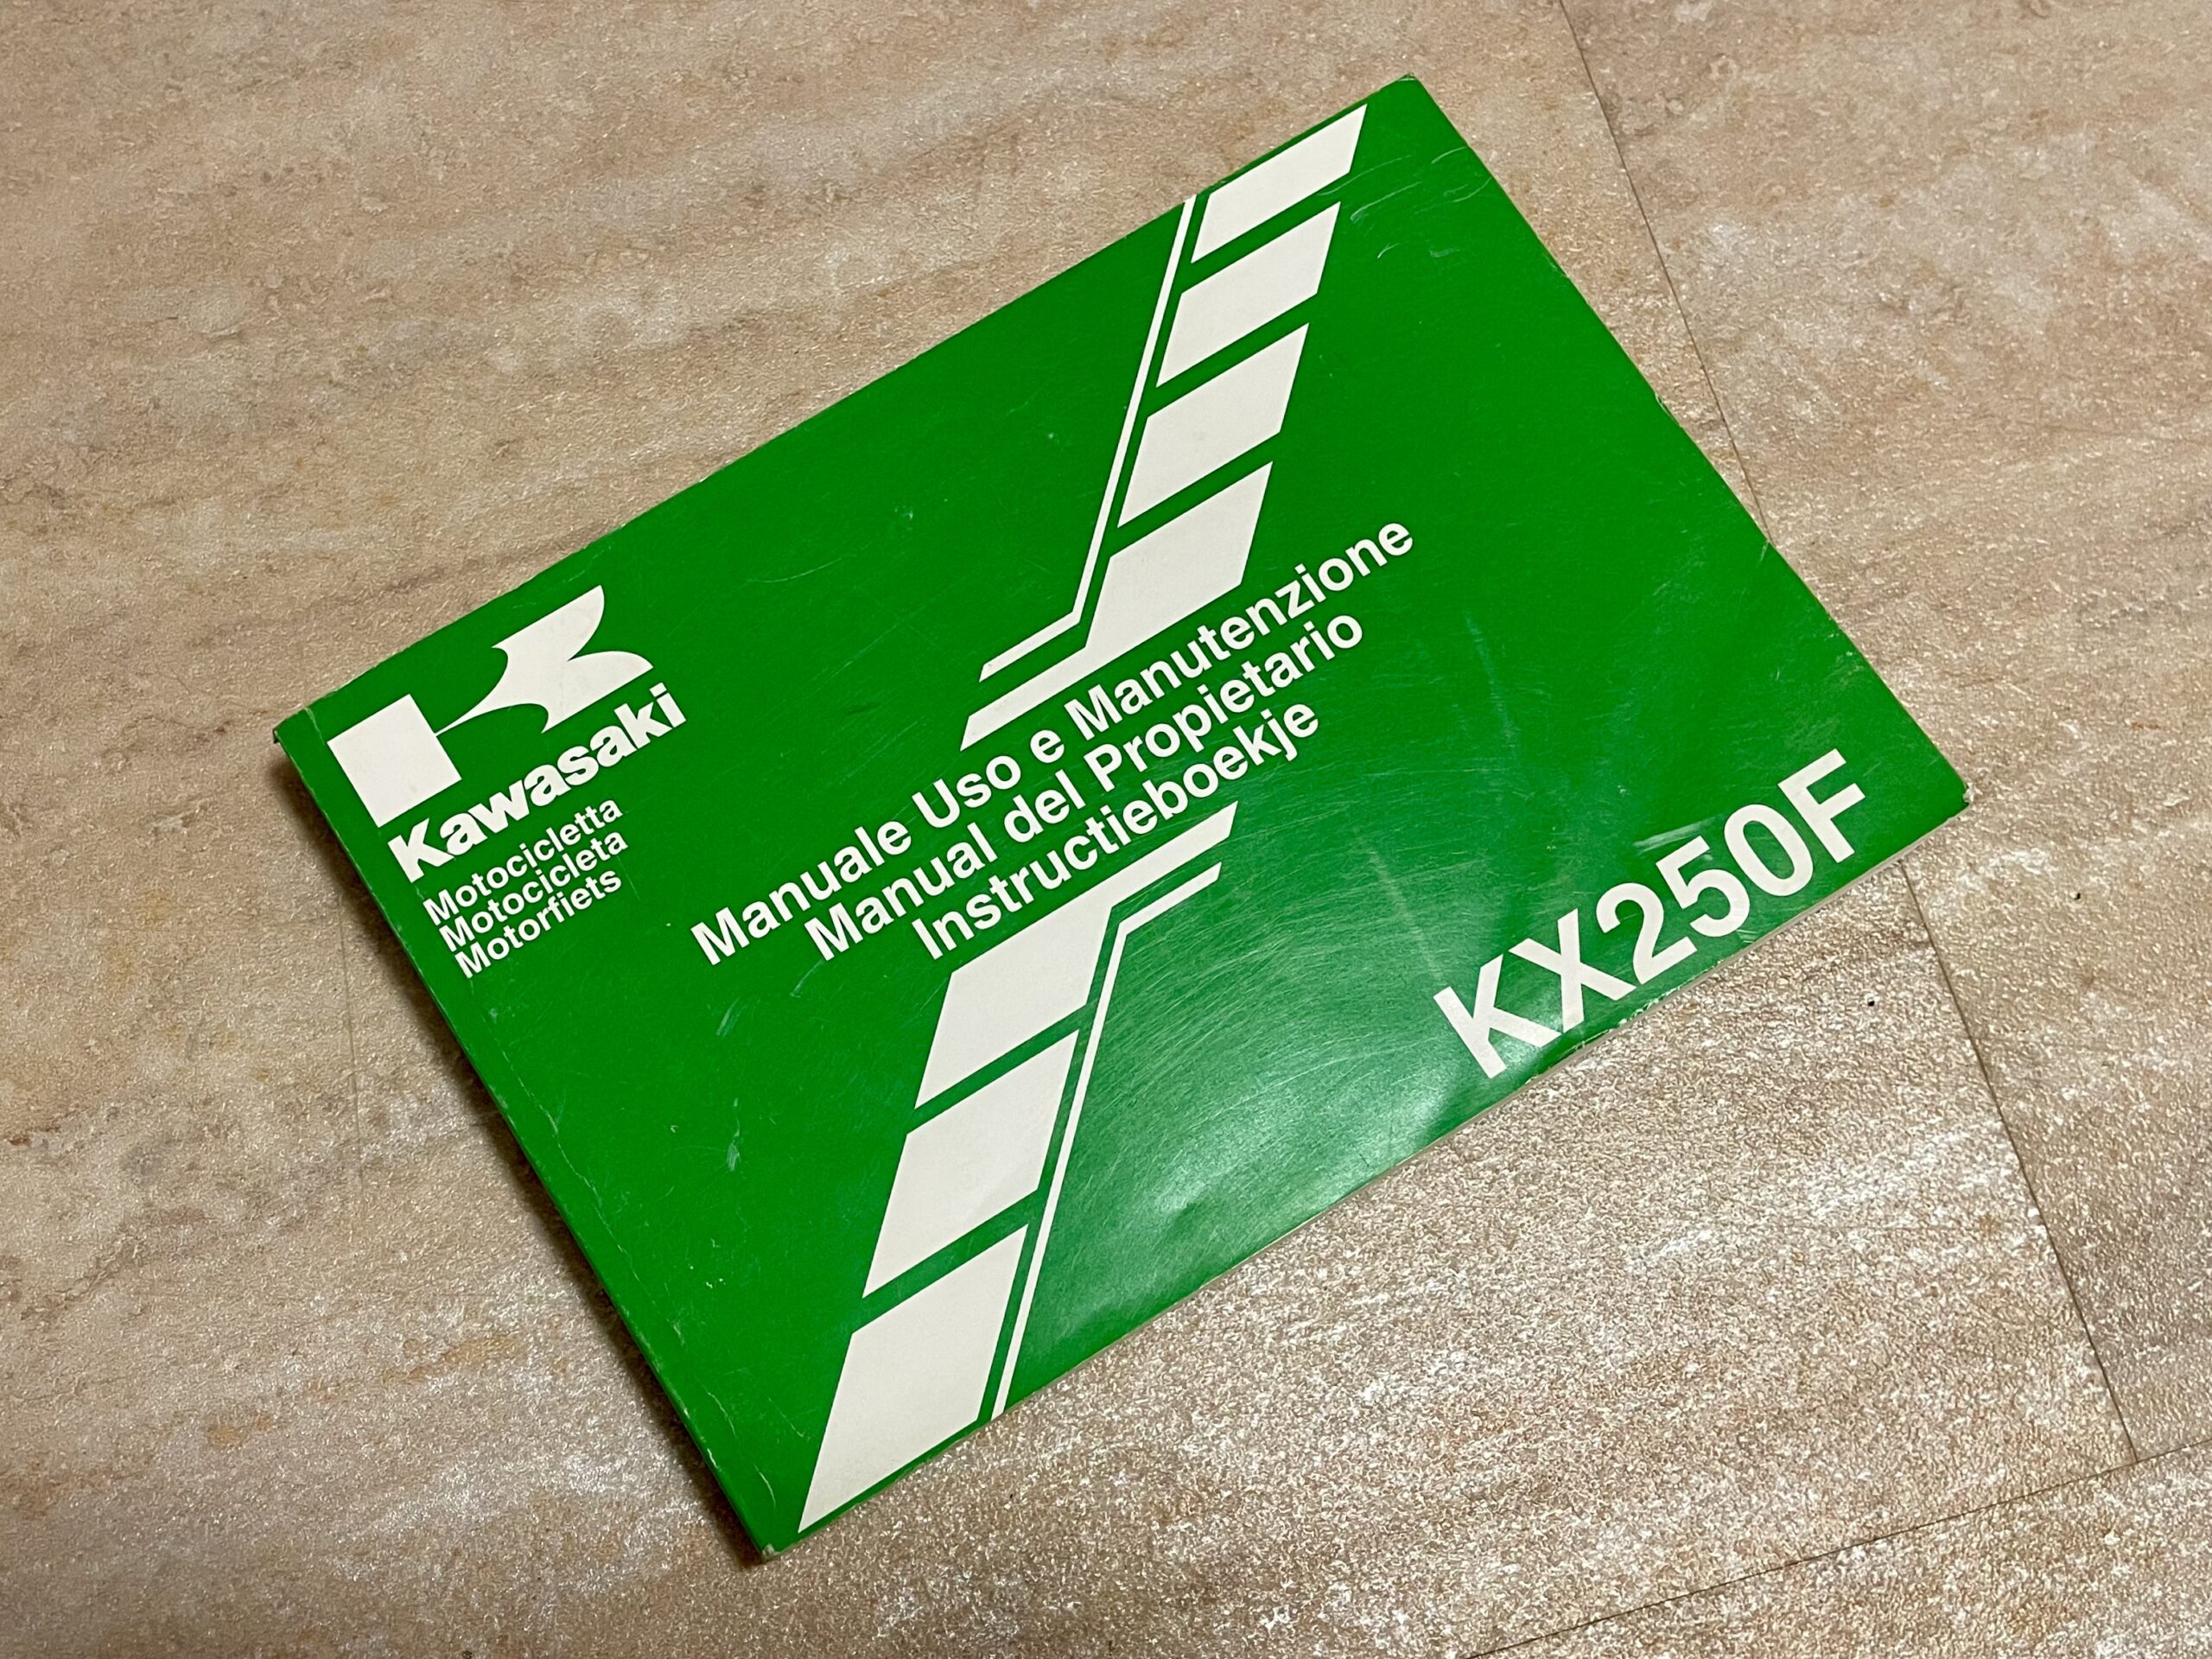 Kawasaki
Motocicletta
Motocicleta
Motorfiets
Manuale Uso e Manutenzione
Manual del Propietario
Instructieboekje
KX250F